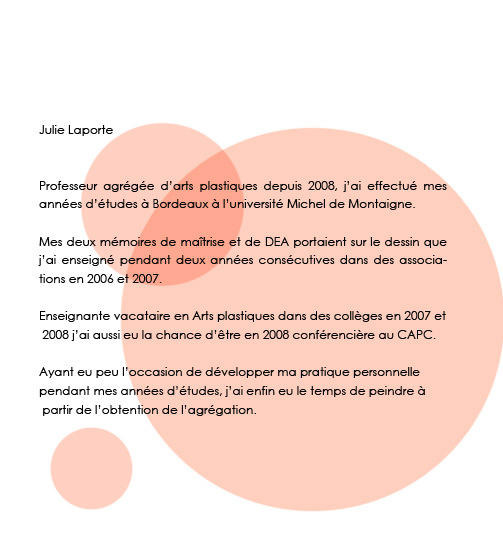 Julie Laporte
Professeur agrégée d'arts plastiques depuis 2008, j'ai effectué mes
années d'études à Bordeaux à l'université Michel de Montaigne.
Mes deux mémoires de maîtrise et de DEA portaient sur le dessin que
j'ai enseigné pendant deux années consécutives dans des associa-
tions en 2006 et 2007.
Enseignante vacataire en Arts plastiques dans des collèges en 2007 et
2008 j'ai aussi eu la chance d'être en 2008 conférencière au CAPC.
Ayant eu peu l'occasion de développer ma pratique personnelle
pendant mes années d'études, j'ai enfin eu le temps de peindre à
partir de l'obtention de l'agrégation.